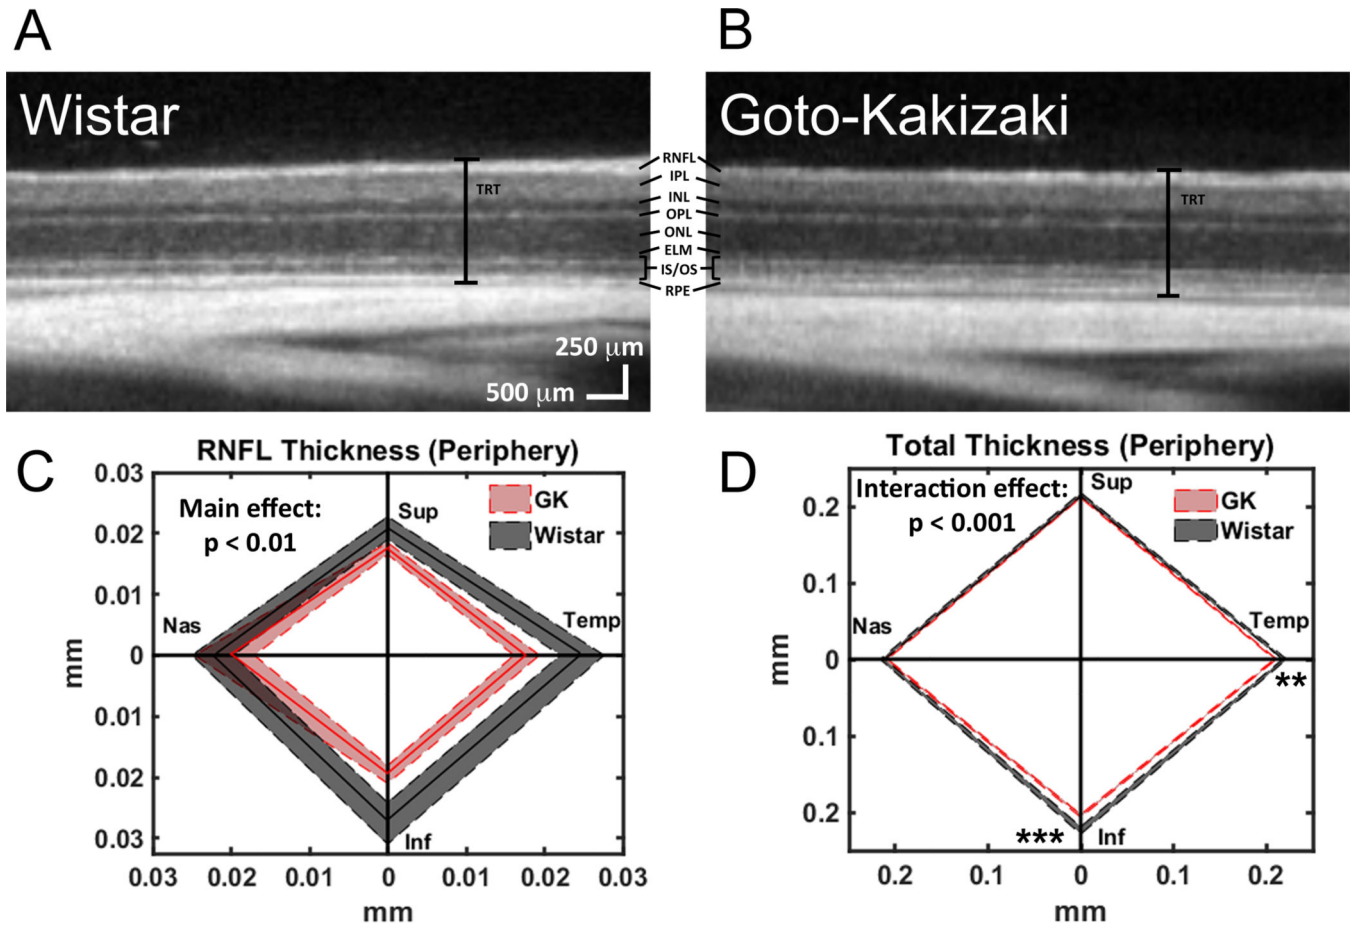 A
B
Wistar
Goto-Kakizaki
TRT
RNFL
IPL
INL
OPL
ONL
ELM
IS/OS
RPE
TRT
250 µm
500 µm
C
RNFL Thickness (Periphery)
Main effect:
p < 0.01
GK
Wistar
Sup
Nas
Temp
Inf
0.03
0.02
0.01
0
0.01
0.02
0.03
mm
0.03
0.02
0.01
0
0.01
0.02
0.03
mm
D
Total Thickness (Periphery)
Interaction effect:
p < 0.001
GK
Wistar
Sup
Nas
Temp
**
***
Inf
0.2
0.1
0
0.1
0.2
mm
0.2
0.1
0
0.1
0.2
mm